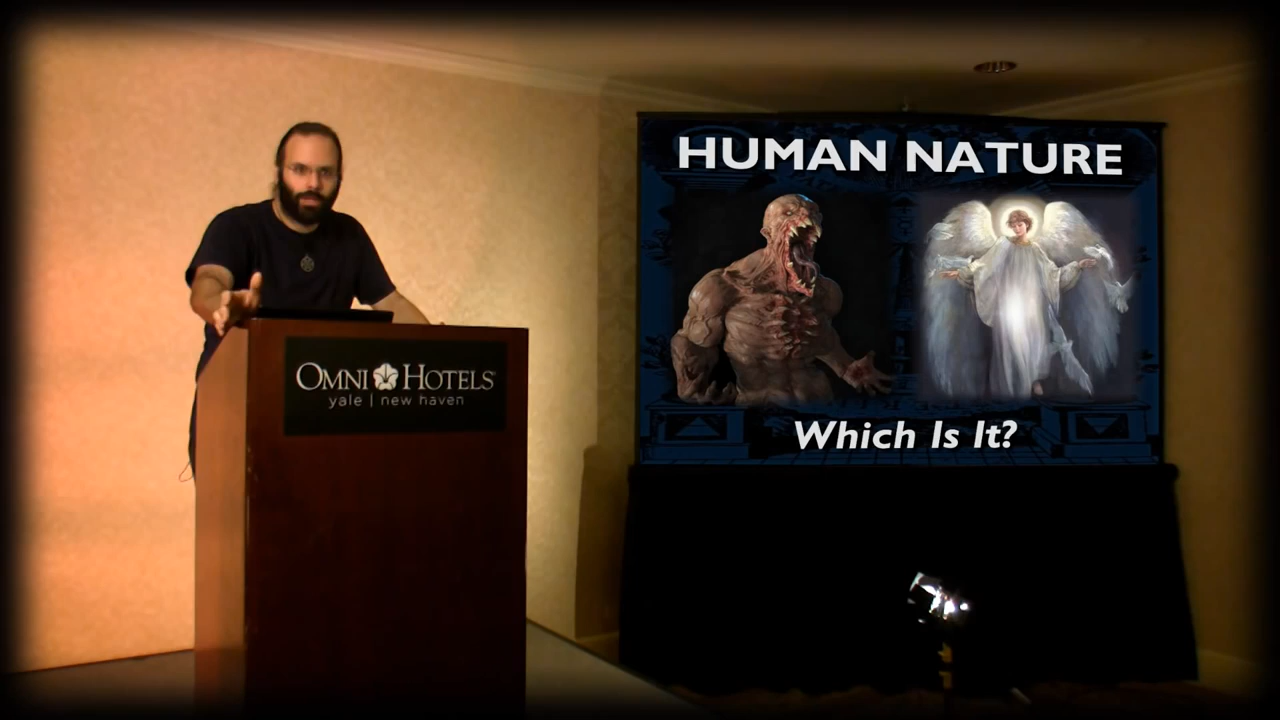 OMNI HOTELS
yale | new haven
HUMAN NATURE
Which Is It?